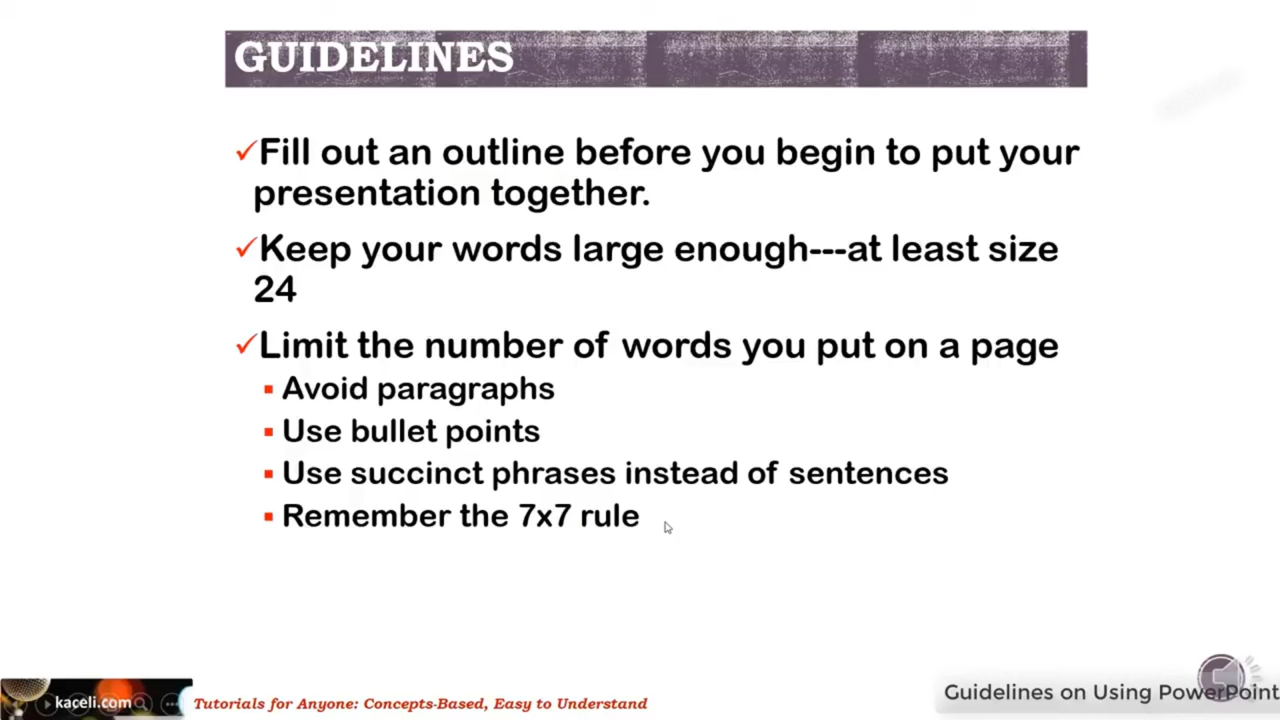 GUIDELINES
Fill out an outline before you begin to put your
presentation together.
Keep your words large enough---at least size
24
Limit the number of words you put on a page
Avoid paragraphs
Use bullet points
Use succinct phrases instead of sentences
Remember the 7x7 rule
kaceli.com
Tutorials for Anyone: Concepts-Based, Easy to Understand
Guidelines on Using PowerPoint